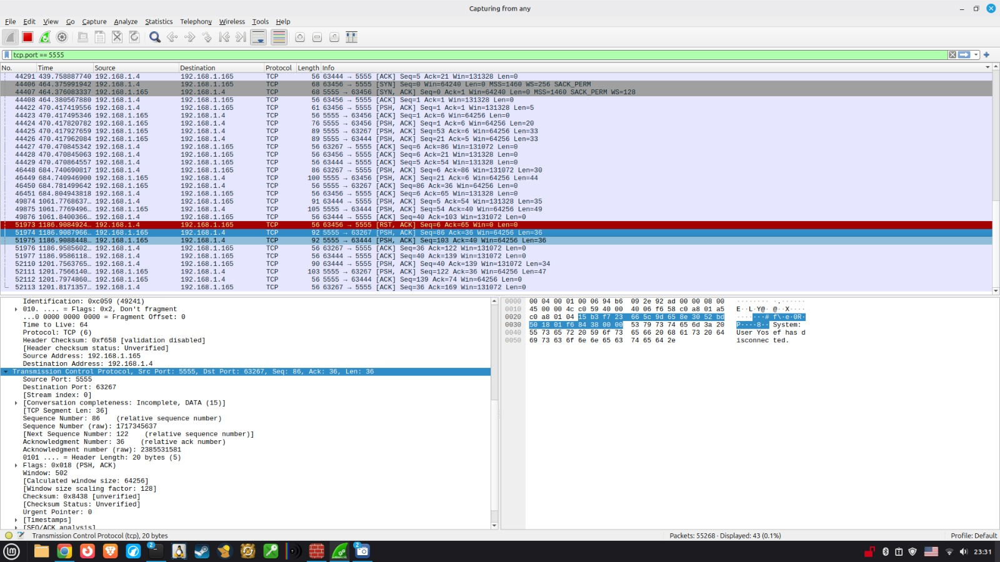 Capturing from any
File Edit View Go Capture Analyze Statistics Telephony Wireless Tools Help
tcp.port == 5555
No. Time Source Destination Protocol Length Info
44291 439.758887740 192.168.1.4 192.168.1.165 TCP 56 63444 → 5555 [ACK] Seq=5 Ack=21 Win=131328 Len=0
44406 464.375991942 192.168.1.4 192.168.1.165 TCP 68 63456 → 5555 [SYN] Seq=0 Win=64240 Len=0 MSS=1460 WS=256 SACK_PERM
44407 464.376083337 192.168.1.165 192.168.1.4 TCP 68 5555 → 63456 [SYN, ACK] Seq=0 Ack=1 Win=64240 Len=0 MSS=1460 SACK_PERM WS=128
44408 464.380567880 192.168.1.4 192.168.1.165 TCP 56 63456 → 5555 [ACK] Seq=1 Ack=1 Win=131328 Len=0
44422 470.417419556 192.168.1.4 192.168.1.165 TCP 61 63456 → 5555 [PSH, ACK] Seq=1 Ack=1 Win=131328 Len=5
44423 470.417495346 192.168.1.165 192.168.1.4 TCP 56 5555 → 63456 [ACK] Seq=1 Ack=6 Win=64256 Len=0
44424 470.417820782 192.168.1.165 192.168.1.4 TCP 76 5555 → 63456 [PSH, ACK] Seq=1 Ack=6 Win=64256 Len=20
44425 470.417927659 192.168.1.165 192.168.1.4 TCP 89 5555 → 63267 [PSH, ACK] Seq=53 Ack=6 Win=64256 Len=33
44426 470.417962084 192.168.1.165 192.168.1.4 TCP 89 5555 → 63444 [PSH, ACK] Seq=21 Ack=5 Win=64256 Len=33
44427 470.470845342 192.168.1.4 192.168.1.165 TCP 56 63267 → 5555 [ACK] Seq=6 Ack=86 Win=131072 Len=0
44428 470.470845063 192.168.1.4 192.168.1.165 TCP 56 63456 → 5555 [ACK] Seq=6 Ack=21 Win=131328 Len=0
44429 470.470864557 192.168.1.4 192.168.1.165 TCP 56 63444 → 5555 [ACK] Seq=5 Ack=54 Win=131328 Len=0
46448 684.740690817 192.168.1.4 192.168.1.165 TCP 86 63267 → 5555 [PSH, ACK] Seq=6 Ack=86 Win=131072 Len=30
46449 684.740946900 192.168.1.165 192.168.1.4 TCP 100 5555 → 63456 [PSH, ACK] Seq=21 Ack=6 Win=64256 Len=44
46450 684.781499642 192.168.1.165 192.168.1.4 TCP 56 5555 → 63267 [ACK] Seq=86 Ack=36 Win=64256 Len=0
46451 684.804943818 192.168.1.4 192.168.1.165 TCP 56 63456 → 5555 [ACK] Seq=6 Ack=65 Win=131328 Len=0
49874 1061.7768637… 192.168.1.4 192.168.1.165 TCP 91 63444 → 5555 [PSH, ACK] Seq=5 Ack=54 Win=131328 Len=35
49875 1061.7769496… 192.168.1.165 192.168.1.4 TCP 105 5555 → 63444 [PSH, ACK] Seq=54 Ack=40 Win=64256 Len=49
49876 1061.8400366… 192.168.1.4 192.168.1.165 TCP 56 63444 → 5555 [ACK] Seq=40 Ack=103 Win=131072 Len=0
51973 1186.9084924… 192.168.1.4 192.168.1.165 TCP 56 63456 → 5555 [RST, ACK] Seq=6 Ack=65 Win=0 Len=0
51974 1186.9087966… 192.168.1.165 192.168.1.4 TCP 92 5555 → 63267 [PSH, ACK] Seq=86 Ack=36 Win=64256 Len=36
51975 1186.9088448… 192.168.1.165 192.168.1.4 TCP 92 5555 → 63444 [PSH, ACK] Seq=103 Ack=40 Win=64256 Len=36
51976 1186.9585602… 192.168.1.4 192.168.1.165 TCP 56 63267 → 5555 [ACK] Seq=36 Ack=122 Win=131072 Len=0
51977 1186.9586118… 192.168.1.4 192.168.1.165 TCP 56 63444 → 5555 [ACK] Seq=40 Ack=139 Win=131072 Len=0
52110 1201.7563765… 192.168.1.4 192.168.1.165 TCP 90 63444 → 5555 [PSH, ACK] Seq=40 Ack=139 Win=131072 Len=34
52111 1201.7566140… 192.168.1.165 192.168.1.4 TCP 103 5555 → 63267 [PSH, ACK] Seq=122 Ack=36 Win=64256 Len=47
52112 1201.7974860… 192.168.1.165 192.168.1.4 TCP 56 5555 → 63444 [ACK] Seq=139 Ack=74 Win=64256 Len=0
52113 1201.8171357… 192.168.1.4 192.168.1.165 TCP 56 63267 → 5555 [ACK] Seq=36 Ack=169 Win=131072 Len=0
Identification: 0xc059 (49241)
010. .... = Flags: 0x2, Don't fragment
...0 0000 0000 0000 = Fragment Offset: 0
Time to Live: 64
Protocol: TCP (6)
Header Checksum: 0xf658 [validation disabled]
[Header checksum status: Unverified]
Source Address: 192.168.1.165
Destination Address: 192.168.1.4
Transmission Control Protocol, Src Port: 5555, Dst Port: 63267, Seq: 86, Ack: 36, Len: 36
Source Port: 5555
Destination Port: 63267
[Stream index: 0]
[Conversation completeness: Incomplete, DATA (15)]
[TCP Segment Len: 36]
Sequence Number: 86 (relative sequence number)
Sequence Number (raw): 1717345637
[Next Sequence Number: 122 (relative sequence number)]
Acknowledgment Number: 36 (relative ack number)
Acknowledgment number (raw): 2385531581
0101 .... = Header Length: 20 bytes (5)
Flags: 0x018 (PSH, ACK)
Window: 502
[Calculated window size: 64256]
[Window size scaling factor: 128]
Checksum: 0x8438 [unverified]
[Checksum Status: Unverified]
Urgent Pointer: 0
[Timestamps]
[SEQ/ACK analysis]
0000 00 04 00 01 00 06 94 b6 09 2e 92 ad 00 00 08 00 ········ ·.······
0010 45 00 00 4c c0 59 40 00 40 06 f6 58 c0 a8 01 a5 E··L·Y@· @··X····
0020 c0 a8 01 04 15 b3 f7 23 66 5c 9d 65 8e 30 52 bd ·······# f\·e·0R·
0030 50 18 01 f6 84 38 00 00 53 79 73 74 65 6d 3a 20 P····8·· System:
0040 55 73 65 72 20 59 6f 73 65 66 20 68 61 73 20 64 User Yos ef has d
0050 69 73 63 6f 6e 6e 65 63 74 65 64 2e isconnec ted.
Transmission Control Protocol (tcp), 20 bytes
Packets: 55268 · Displayed: 43 (0.1%)
Profile: Default
2
2
23:31